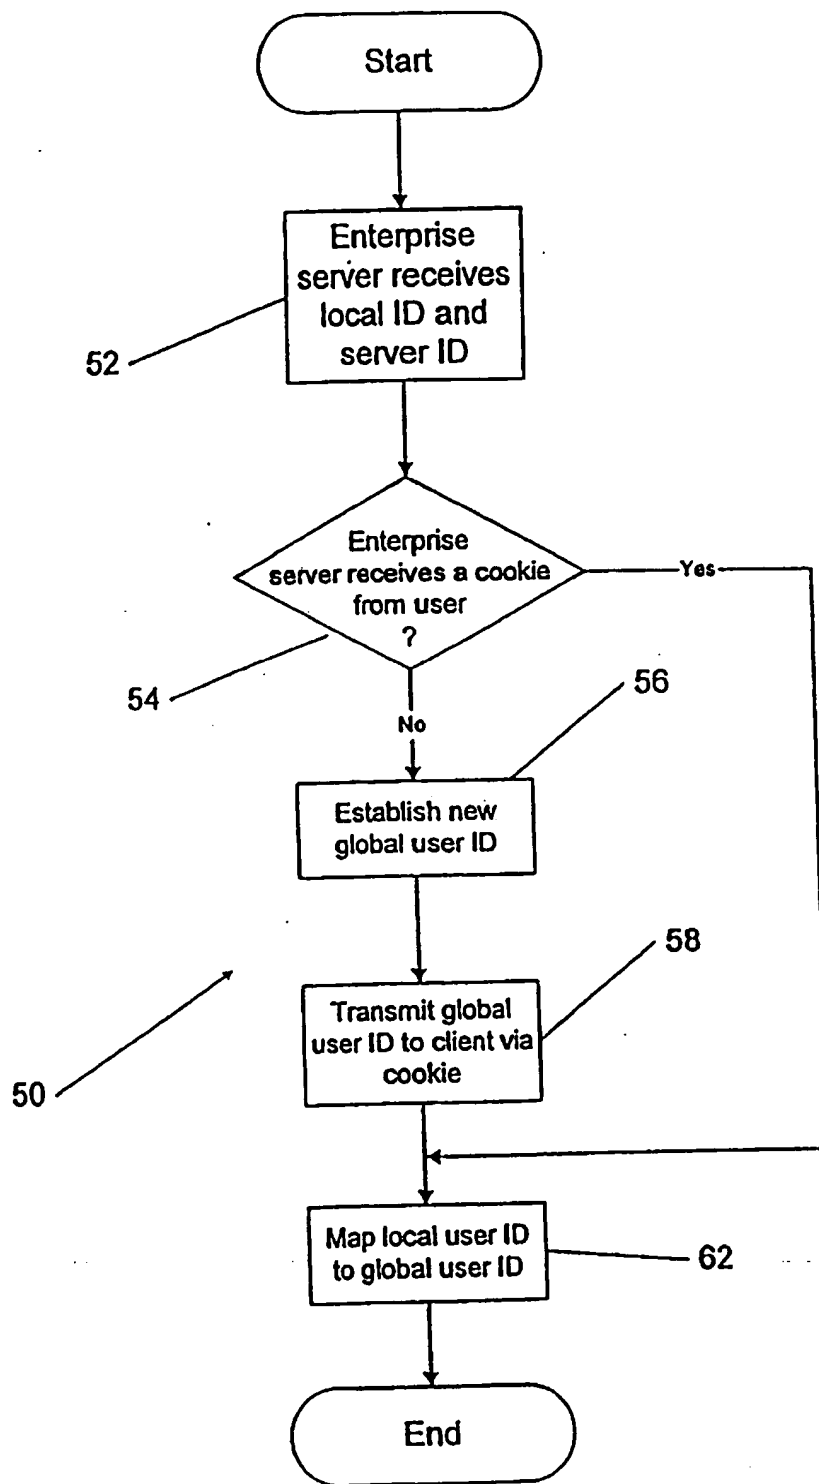 Start
Enterprise
server receives
local ID and
server ID
52
Enterprise
server receives a cookie
from user
?
Yes
54
No
56
Establish new
global user ID
58
Transmit global
user ID to client via
cookie
50
Map local user ID
to global user ID
62
End